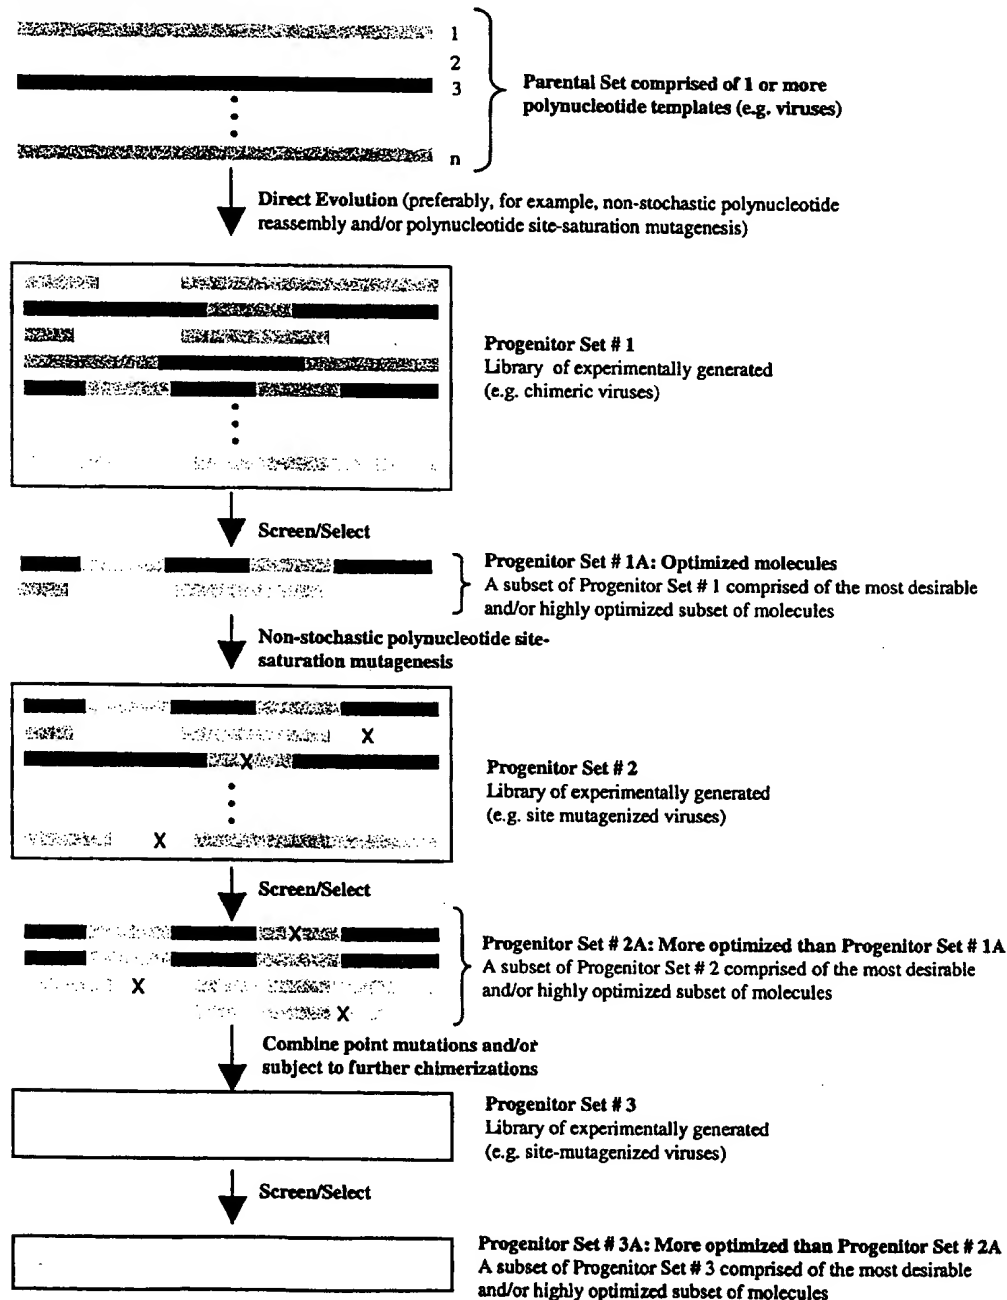 1
2
3
Parental Set comprised of 1 or more
polynucleotide templates (e.g. viruses)
n
Direct Evolution (preferably, for example, non-stochastic polynucleotide
reassembly and/or polynucleotide site-saturation mutagenesis)
Progenitor Set # 1
Library of experimentally generated
(e.g. chimeric viruses)
Screen/Select
Progenitor Set # 1A: Optimized molecules
A subset of Progenitor Set # 1 comprised of the most desirable
and/or highly optimized subset of molecules
Non-stochastic polynucleotide site-
saturation mutagenesis
X
X
Progenitor Set # 2
Library of experimentally generated
(e.g. site mutagenized viruses)
X
Screen/Select
X
Progenitor Set # 2A: More optimized than Progenitor Set # 1A
A subset of Progenitor Set # 2 comprised of the most desirable
and/or highly optimized subset of molecules
X
X
Combine point mutations and/or
subject to further chimerizations
Progenitor Set # 3
Library of experimentally generated
(e.g. site-mutagenized viruses)
Screen/Select
Progenitor Set # 3A: More optimized than Progenitor Set # 2A
A subset of Progenitor Set # 3 comprised of the most desirable
and/or highly optimized subset of molecules